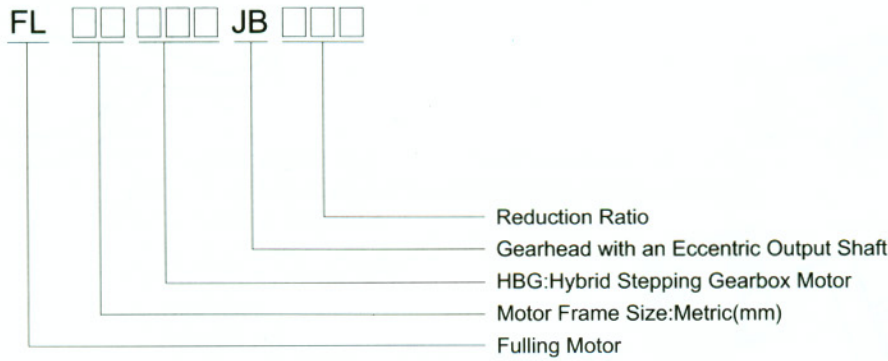 FL □□ □□□ JB □□□
Reduction Ratio
Gearhead with an Eccentric Output Shaft
HBG:Hybrid Stepping Gearbox Motor
Motor Frame Size:Metric(mm)
Fulling Motor